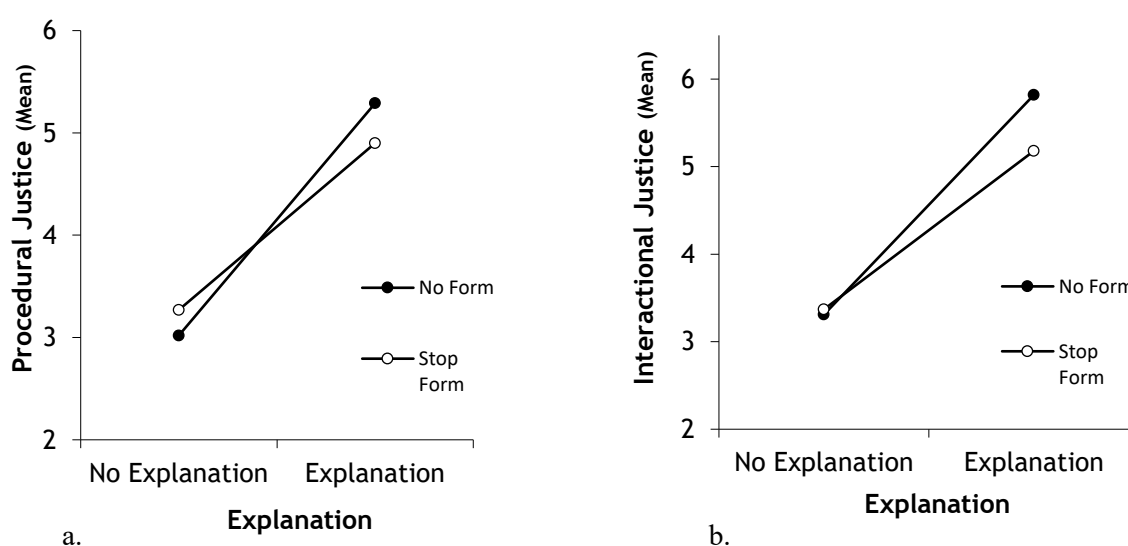 Procedural Justice (Mean)
6
5
4
3
2
No Form
Stop
Form
No Explanation
Explanation
Explanation
a.
Interactional Justice (Mean)
6
5
4
3
2
No Form
Stop
Form
No Explanation
Explanation
Explanation
b.